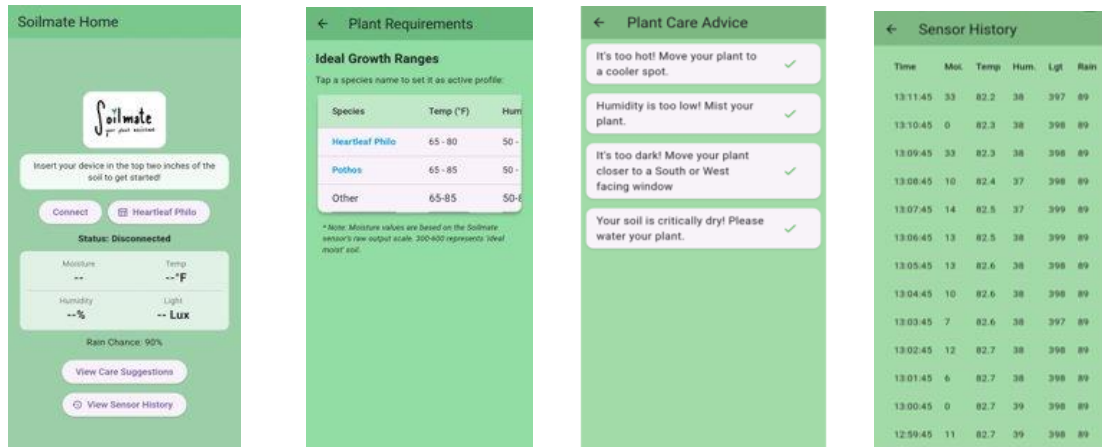 Soilmate Home
Soilmate
your plant assistant
Insert your device in the top two inches of the
soil to get started!
Connect
Heartleaf Philo
Status: Disconnected
Moisture Temp
-- --°F
Humidity Light
--% -- Lux
Rain Chance: 90%
View Care Suggestions
View Sensor History
← Plant Requirements
Ideal Growth Ranges
Tap a species name to set it as active profile:
Species Temp (°F) Hum
Heartleaf Philo 65 - 80 50 -
Pothos 65 - 85 50 -
Other 65-85 50-8
* Note: Moisture values are based on the Soilmate
sensor's raw output scale. 300-600 represents 'ideal
moist' soil.
← Plant Care Advice
It's too hot! Move your plant to
a cooler spot.
Humidity is too low! Mist your
plant.
It's too dark! Move your plant
closer to a South or West
facing window
Your soil is critically dry! Please
water your plant.
← Sensor History
Time Moi. Temp Hum. Lgt Rain
13:11:45 33 82.2 38 397 89
13:10:45 0 82.3 38 398 89
13:09:45 33 82.3 38 398 89
13:08:45 10 82.4 37 398 89
13:07:45 14 82.5 37 399 89
13:06:45 13 82.5 38 399 89
13:05:45 13 82.6 38 398 89
13:04:45 10 82.6 38 398 89
13:03:45 7 82.6 38 397 89
13:02:45 12 82.7 38 398 89
13:01:45 6 82.7 38 398 89
13:00:45 0 82.7 39 398 89
12:59:45 11 82.7 39 398 89